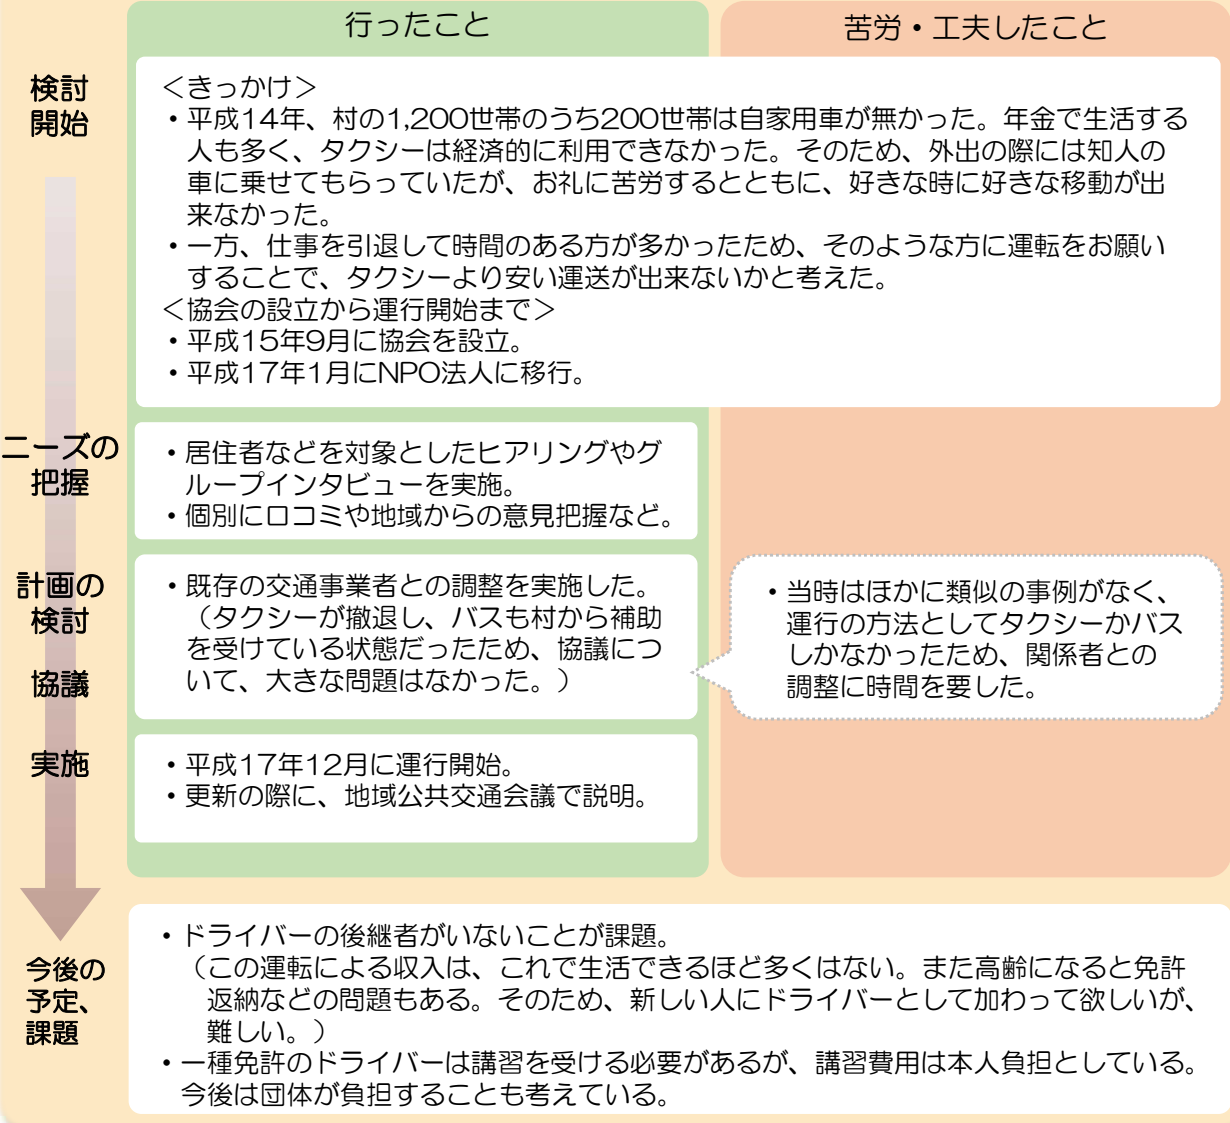 行ったこと
苦労・工夫したこと
検討
開始
＜きっかけ＞
・平成14年、村の1,200世帯のうち200世帯は自家用車が無かった。年金で生活する
人も多く、タクシーは経済的に利用できなかった。そのため、外出の際には知人の
車に乗せてもらっていたが、お礼に苦労するとともに、好きな時に好きな移動が出
来なかった。
・一方、仕事を引退して時間のある方が多かったため、そのような方に運転をお願い
することで、タクシーより安い運送が出来ないかと考えた。
＜協会の設立から運行開始まで＞
・平成15年9月に協会を設立。
・平成17年1月にNPO法人に移行。
ニーズの
把握
・居住者などを対象としたヒアリングやグ
ループインタビューを実施。
・個別に口コミや地域からの意見把握など。
計画の
検討
協議
・既存の交通事業者との調整を実施した。
（タクシーが撤退し、バスも村から補助
を受けている状態だったため、協議につ
いて、大きな問題はなかった。）
・当時はほかに類似の事例がなく、
運行の方法としてタクシーかバス
しかなかったため、関係者との
調整に時間を要した。
実施
・平成17年12月に運行開始。
・更新の際に、地域公共交通会議で説明。
今後の
予定、
課題
・ドライバーの後継者がいないことが課題。
（この運転による収入は、これで生活できるほど多くはない。また高齢になると免許
返納などの問題もある。そのため、新しい人にドライバーとして加わって欲しいが、
難しい。）
・一種免許のドライバーは講習を受ける必要があるが、講習費用は本人負担としている。
今後は団体が負担することも考えている。